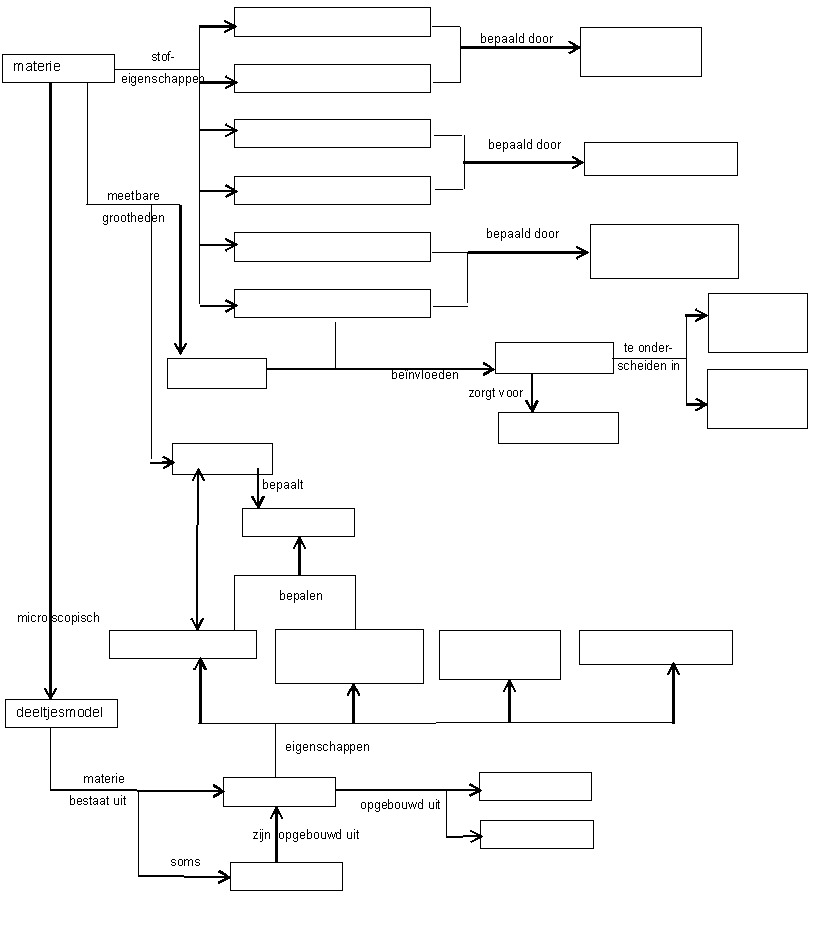 bepaald door
stof-
materie
eigenschappen
bepaald door
meetbare
grootheden
bepaald door
te onder-
scheiden in
beïnvloeden
zorgt voor
bepaalt
bepalen
microscopisch
deeltjesmodel
eigenschappen
materie
bestaat uit
opgebouwd uit
zijn opgebouwd uit
soms